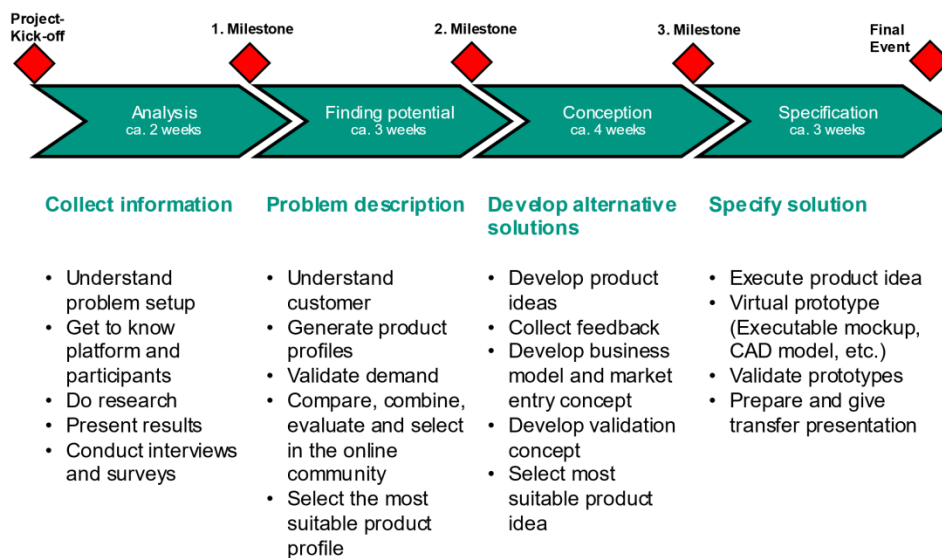 Project-
Kick-off
1. Milestone
2. Milestone
3. Milestone
Final
Event
Analysis
ca. 2 weeks
Finding potential
ca. 3 weeks
Conception
ca. 4 weeks
Specification
ca. 3 weeks
Collect information
• Understand
problem setup
• Get to know
platform and
participants
• Do research
• Present results
• Conduct interviews
and surveys
Problem description
• Understand
customer
• Generate product
profiles
• Validate demand
• Compare, combine,
evaluate and select
in the online
community
• Select the most
suitable product
profile
Develop alternative
solutions
• Develop product
ideas
• Collect feedback
• Develop business
model and market
entry concept
• Develop validation
concept
• Select most
suitable product
idea
Specify solution
• Execute product idea
• Virtual prototype
(Executable mockup,
CAD model, etc.)
• Validate prototypes
• Prepare and give
transfer presentation